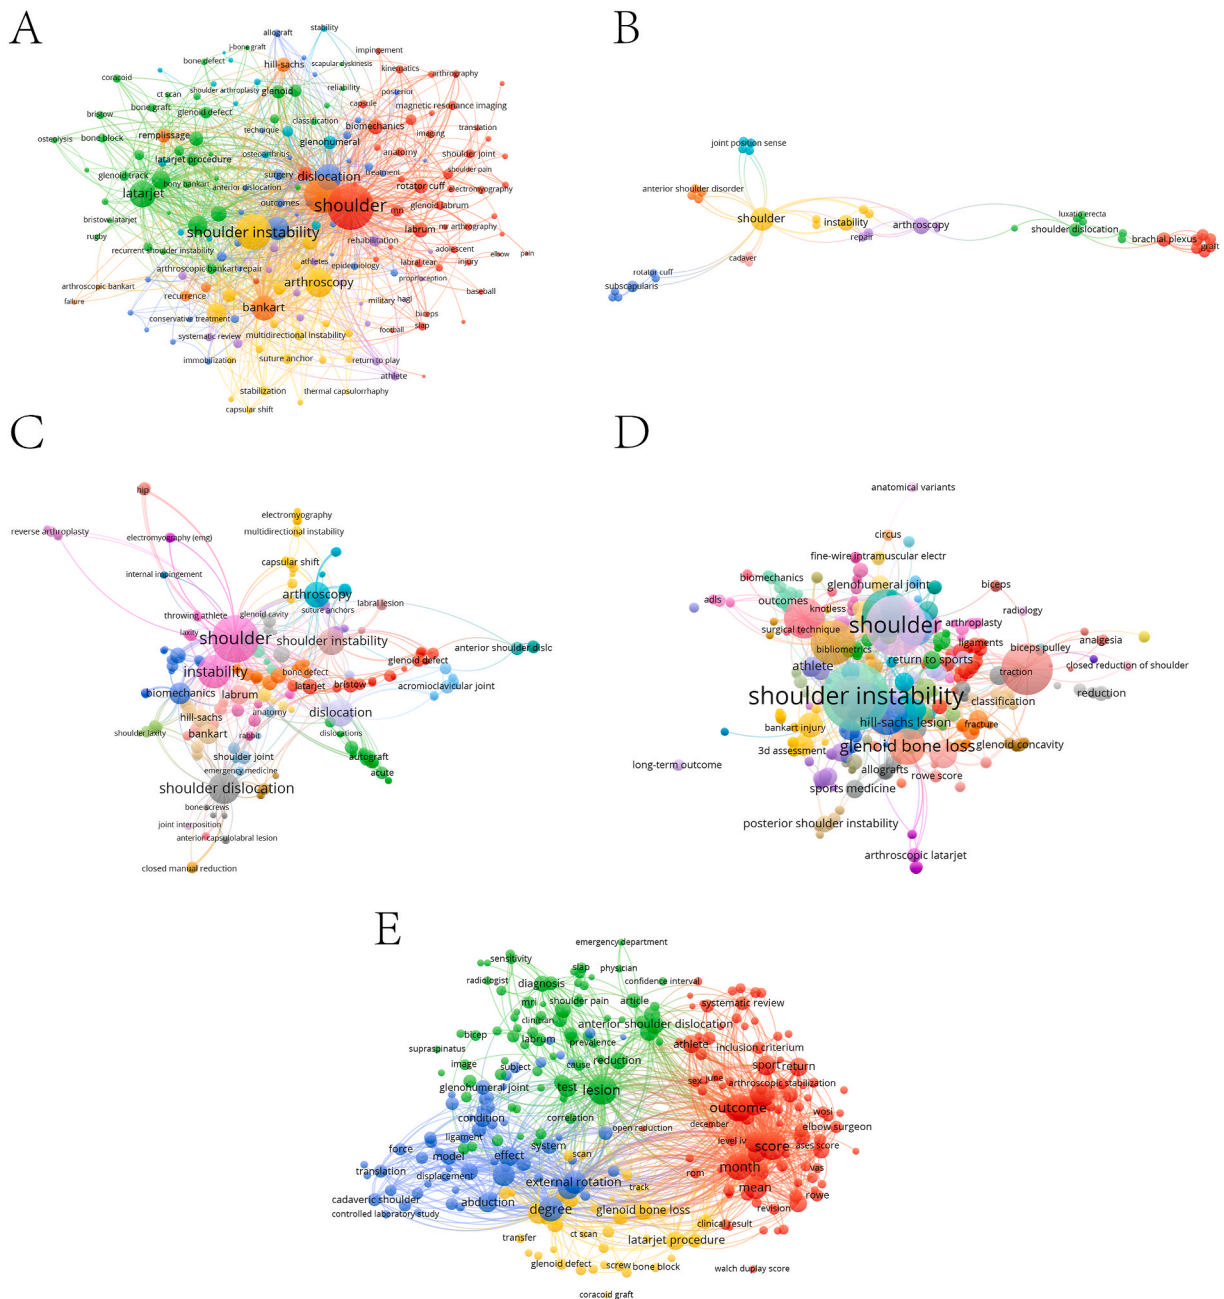 A
stability
allograft
j-bone graft
impingement
bone defect
hill-sachs
scapular dyskinesis
kinematics
arthrography
coracoid
ct scan
shoulder arthroplasty
glenoid
reliability
posterior
bone graft
capsule
magnetic resonance imaging
bristow
glenoid defect
classification
biomechanics
translation
technique
imaging
osteolysis
bone block
remplissage
glenohumeral
latarjet procedure
osteoarthritis
anatomy
shoulder joint
glenoid track
surgery
dislocation
treatment
shoulder pain
bony bankart
anterior dislocation
rotator cuff
electromyography
latarjet
outcomes
shoulder
mri
glenoid labrum
bristow-latarjet
rugby
shoulder instability
labrum
mr arthrography
rehabilitation
recurrent shoulder instability
adolescent
elbow
pain
athletes
epidemiology
labral tear
injury
arthroscopic bankart repair
proprioception
arthroscopic bankart
arthroscopy
baseball
failure
recurrence
military
hagl
bankart
biceps
conservative treatment
football
slap
systematic review
multidirectional instability
immobilization
suture anchor
return to play
athlete
stabilization
thermal capsulorrhaphy
capsular shift
B
joint position sense
anterior shoulder disorder
shoulder
instability
arthroscopy
luxatio erecta
shoulder dislocation
repair
brachial plexus
graft
cadaver
rotator cuff
subscapularis
C
hip
reverse arthroplasty
electromyography
multidirectional instability
electromyography (emg)
capsular shift
internal impingement
arthroscopy
throwing athlete
glenoid cavity
suture anchors
labral lesion
laxity
shoulder
shoulder instability
anterior shoulder dislc
glenoid defect
instability
bone defect
biomechanics
labrum
latarjet
bristow
acromioclavicular joint
hill-sachs
anatomy
dislocation
shoulder laxity
bankart
rabbit
dislocations
shoulder joint
autograft
emergency medicine
acute
shoulder dislocation
bone screws
joint interposition
anterior capsulolabral lesion
closed manual reduction
D
anatomical variants
circus
fine-wire intramuscular electr
biomechanics
glenohumeral joint
biceps
adls
outcomes
knotless
arthroplasty
radiology
surgical technique
shoulder
bibliometrics
ligaments
biceps pulley
analgesia
athlete
return to sports
traction
closed reduction of shoulder
shoulder instability
classification
reduction
bankart injury
hill-sachs lesion
fracture
3d assessment
glenoid bone loss
glenoid concavity
long-term outcome
allografts
rowe score
sports medicine
posterior shoulder instability
arthroscopic latarjet
E
emergency department
sensitivity
slap
physician
radiologist
diagnosis
confidence interval
mri
shoulder pain
article
systematic review
clinician
anterior shoulder dislocation
bicep
labrum
prevalence
athlete
inclusion criterium
supraspinatus
image
subject
cause
reduction
sport
return
glenohumeral joint
test
lesion
sex
june
arthroscopic stabilization
condition
correlation
outcome
wosi
ligament
open reduction
december
elbow surgeon
force
model
effect
system
scan
level iv
score
ases score
translation
displacement
external rotation
rom
month
vas
cadaveric shoulder
abduction
track
mean
rowe
controlled laboratory study
degree
glenoid bone loss
revision
transfer
ct scan
latarjet procedure
clinical result
glenoid defect
screw
bone block
walch duplay score
coracoid graft